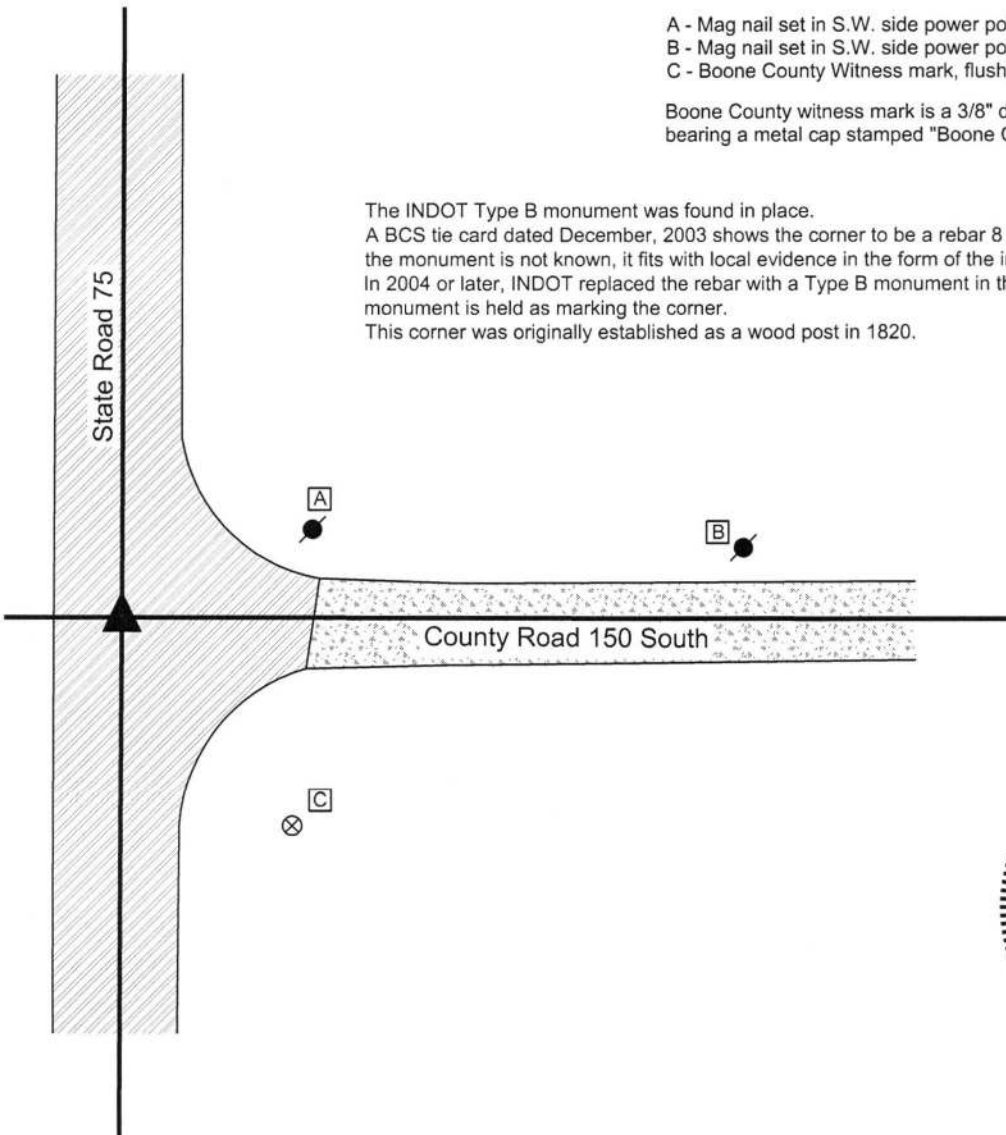 A - Mag nail set in S.W. side power
B - Mag nail set in S.W. side power
C - Boone County Witness mark, flush
Boone County witness mark is a 3/8"
bearing a metal cap stamped "Boone
The INDOT Type B monument was found in place.
A BCS tie card dated December, 2003 shows the corner to be a rebar 8
the monument is not known, it fits with local evidence in the form of the
In 2004 or later, INDOT replaced the rebar with a Type B monument in
monument is held as marking the corner.
This corner was originally established as a wood post in 1820.
State Road 75
A
B
County Road 150 South
C